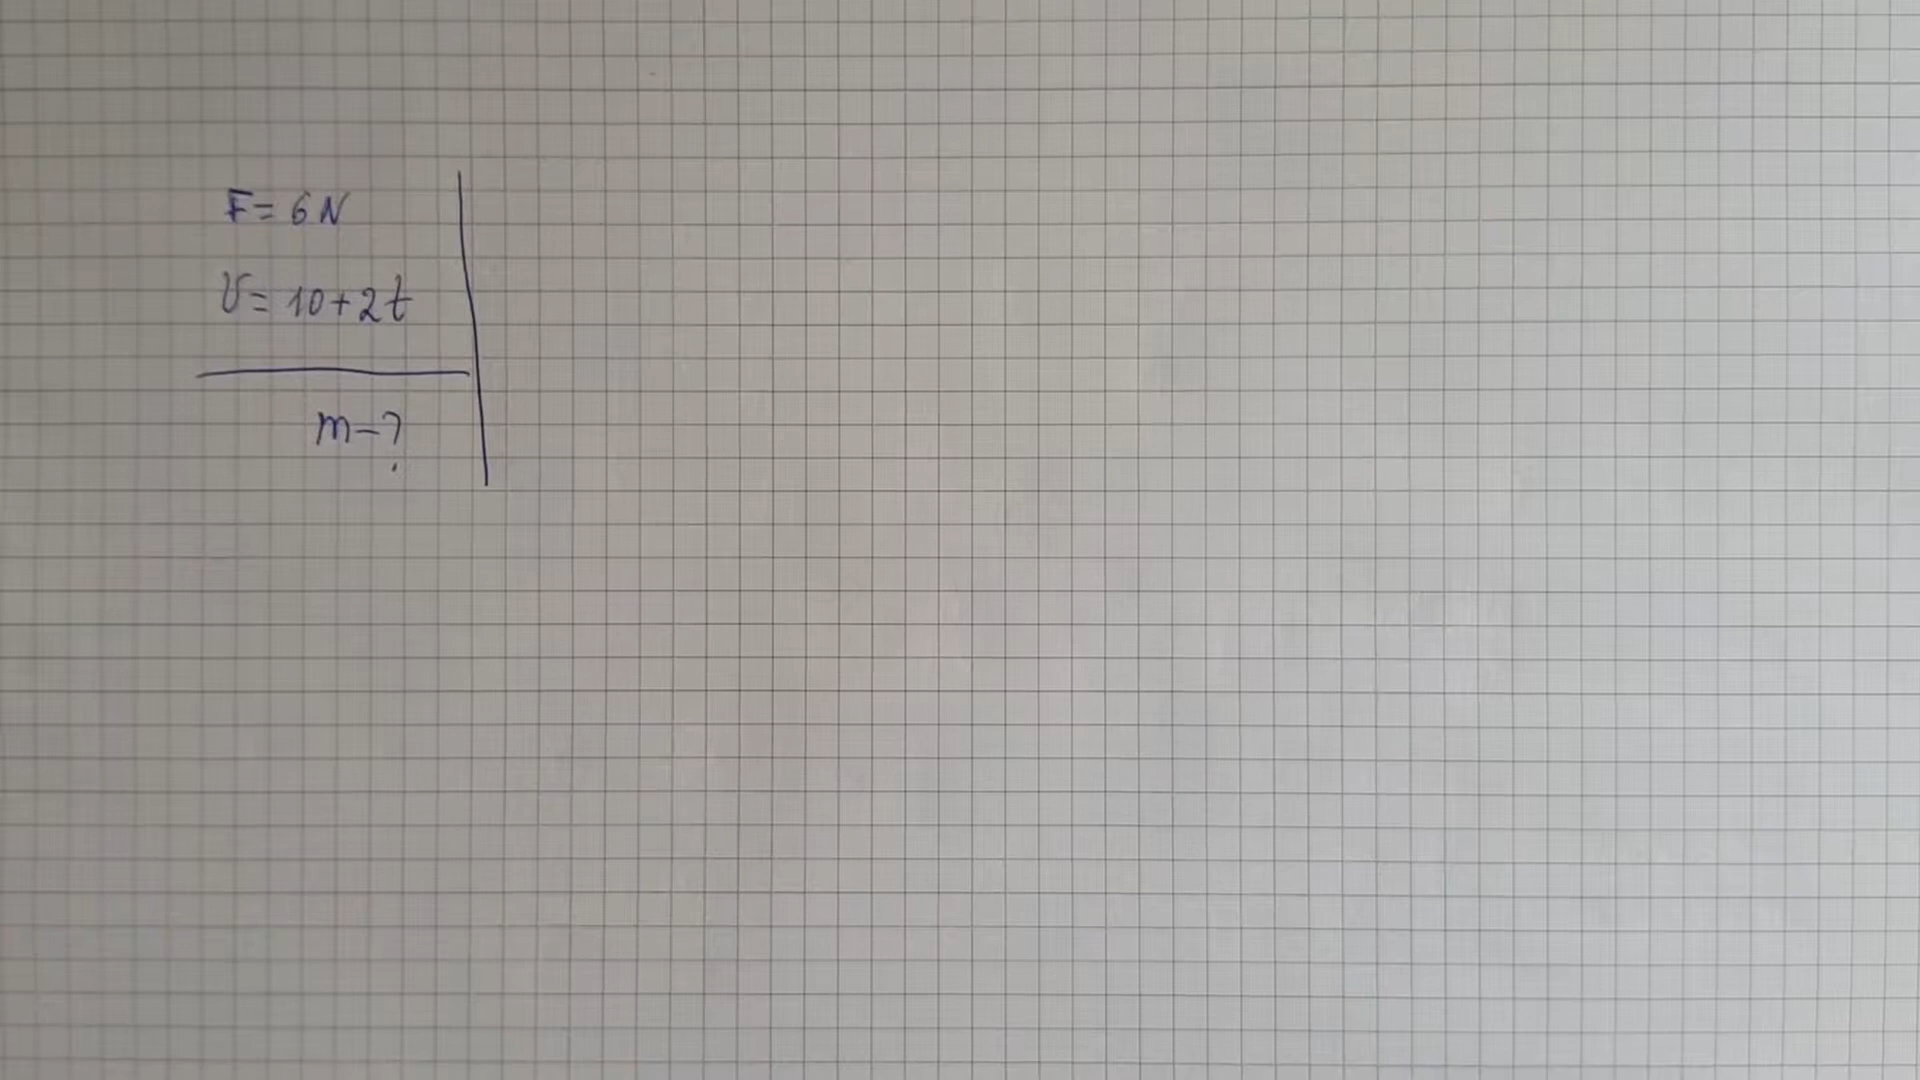 F = 6 N
v = 10 + 2t
m - ?